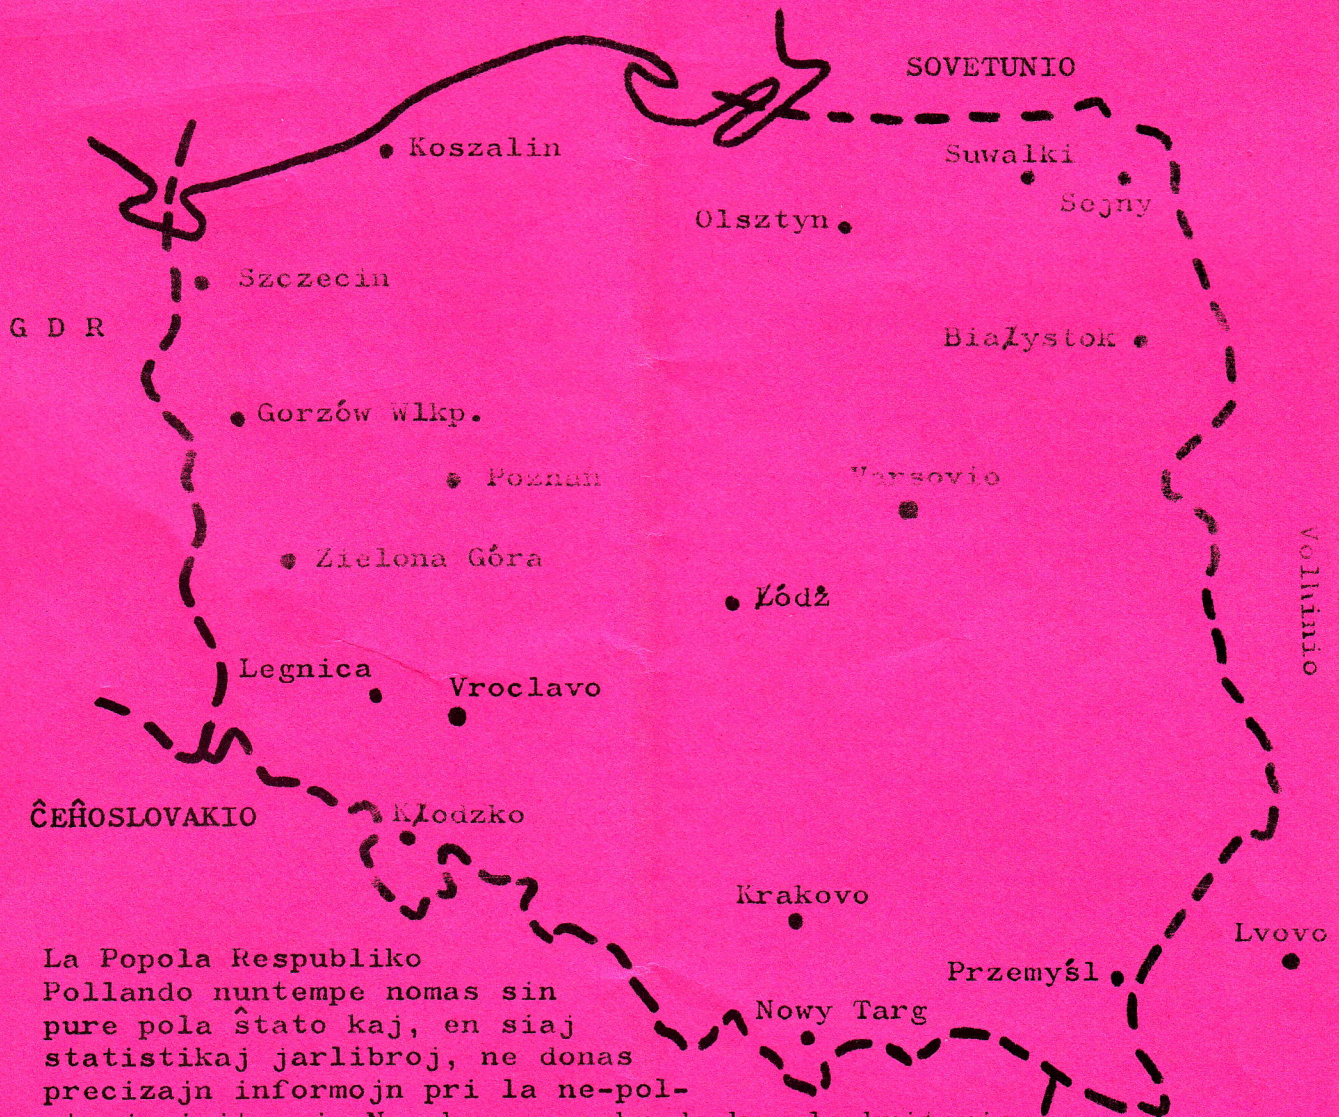 SOVETUNIO
Koszalin
Suwalki
Sejny
Olsztyn
Szczecin
G D R
Białystok
Gorzów Wlkp.
Poznań
Varsovio
Zielona Góra
Łódź
Volhinio
Legnica
Vroclavo
ĈEĤOSLOVAKIO
Kłodzko
Krakovo
Lvovo
Przemyśl
Nowy Targ
La Popola Respubliko
Pollando nuntempe nomas sin
pure pola ŝtato kaj, en siaj
statistikaj jarlibroj, ne donas
precizajn informojn pri la ne-pol-